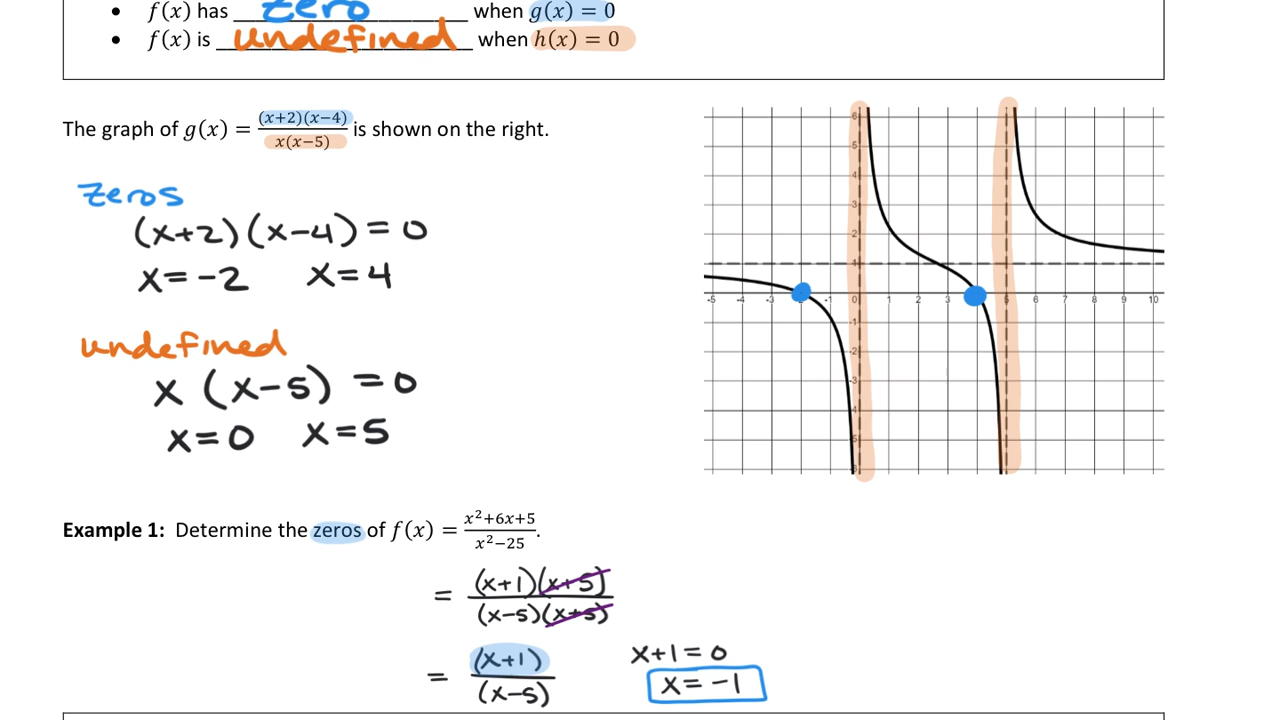 • f(x) has zero when g(x) = 0
• f(x) is undefined when h(x) = 0
The graph of g(x) = (x+2)(x−4) / x(x−5) is shown on the right.
zeros
(x+2)(x−4) = 0
x = −2 x = 4
undefined
x (x−5) = 0
x = 0 x = 5
6
5
4
3
2
1
-5 -4 -3 -2 -1 0 1 2 3 5 6 7 8 9 10
-1
-2
-3
-4
-5
Example 1: Determine the zeros of f(x) = x²+6x+5 / x²−25.
= (x+1)(x+5) / (x−5)(x+5)
= (x+1) / (x−5)
x+1 = 0
x = −1